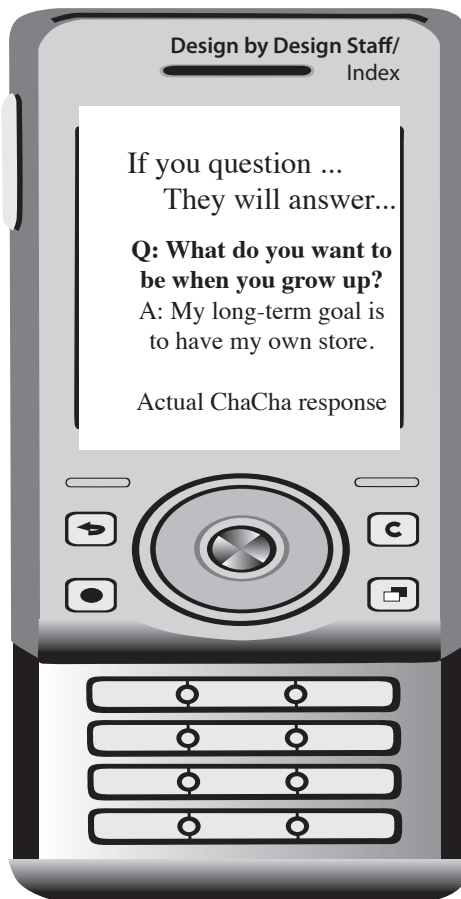 Design by Design Staff/
Index
If you question ...
They will answer...
Q: What do you want to
be when you grow up?
A: My long-term goal is
to have my own store.
Actual ChaCha response
C